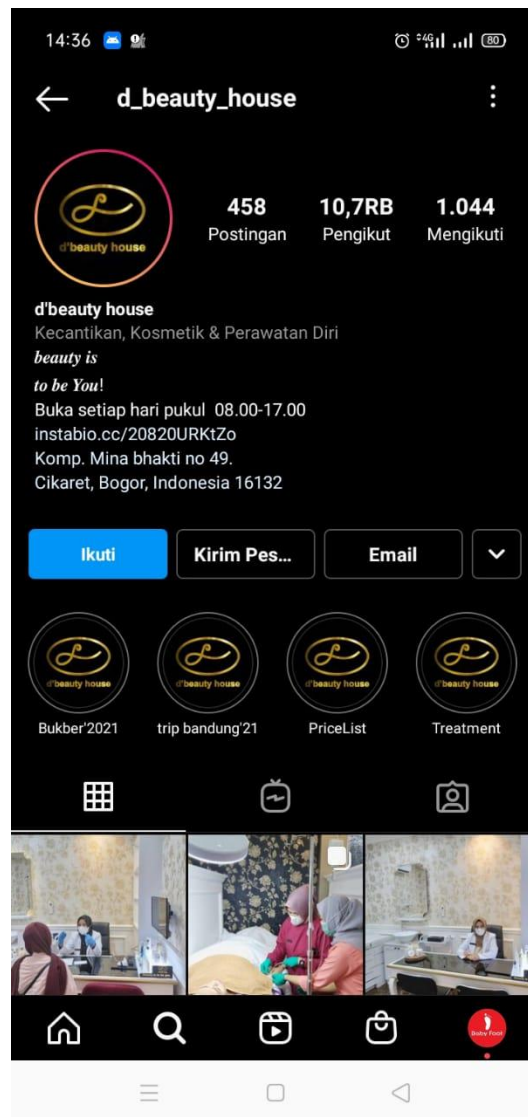 14:36
4G
80
d_beauty_house
d'beauty house
458
Postingan
10,7RB
Pengikut
1.044
Mengikuti
d'beauty house
Kecantikan, Kosmetik & Perawatan Diri
beauty is
to be You!
Buka setiap hari pukul 08.00-17.00
instabio.cc/20820URKtZo
Komp. Mina bhakti no 49.
Cikaret, Bogor, Indonesia 16132
Ikuti
Kirim Pes...
Email
d'beauty house
d'beauty house
d'beauty house
d'beauty house
Bukber'2021
trip bandung'21
PriceList
Treatment
Baby Foot